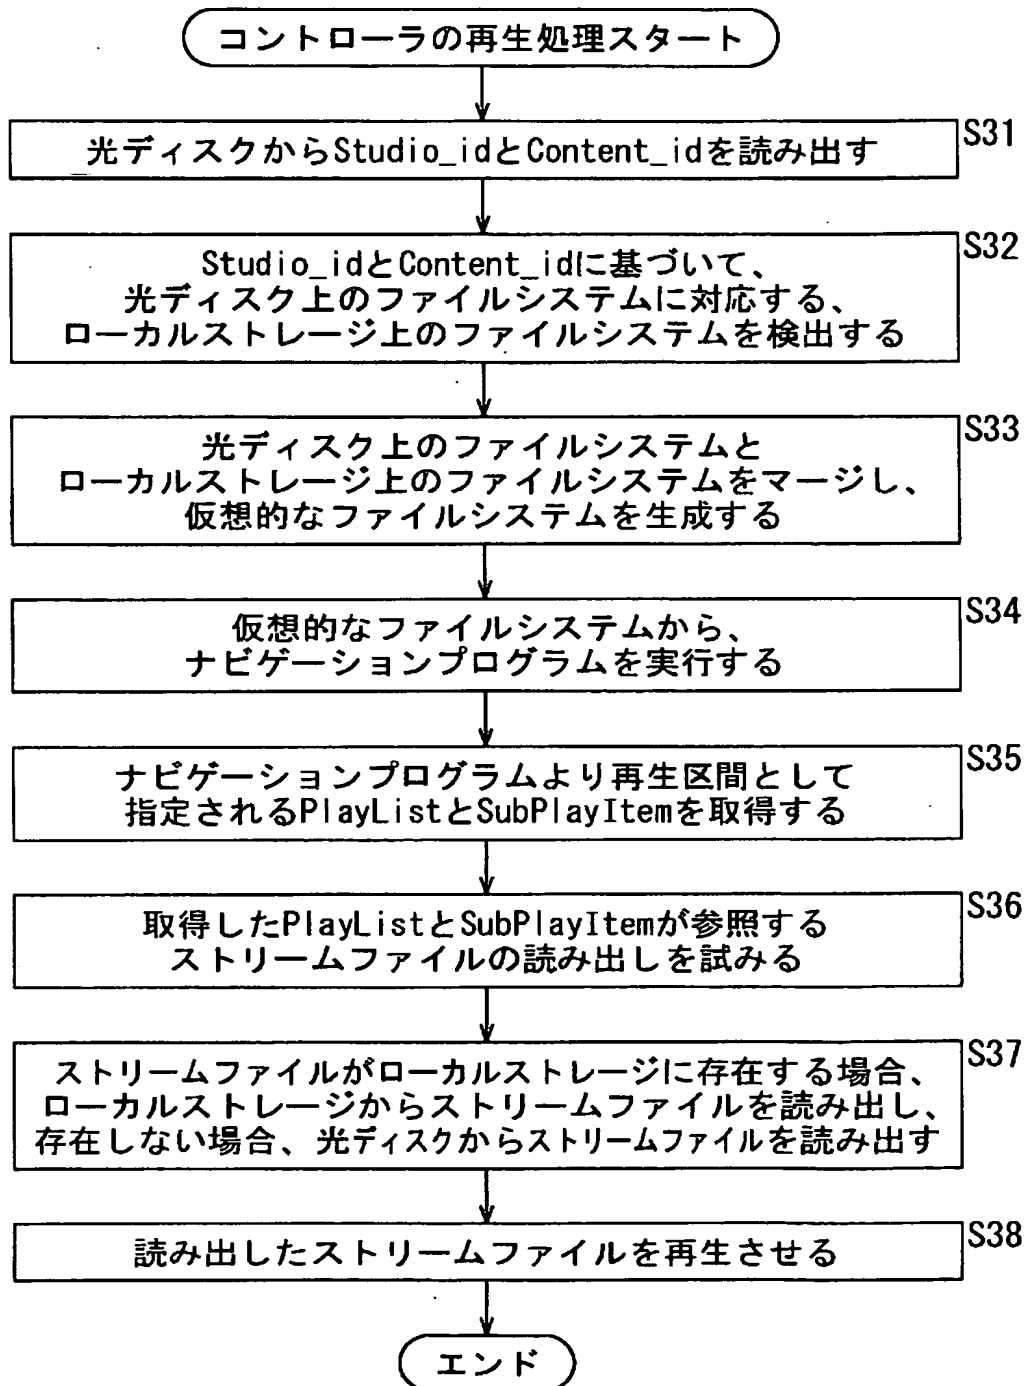 コントローラの再生処理スタート
S31
光ディスクからStudio_idとContent_idを読み出す
S32
Studio_idとContent_idに基づいて、
光ディスク上のファイルシステムに対応する、
ローカルストレージ上のファイルシステムを検出する
S33
光ディスク上のファイルシステムと
ローカルストレージ上のファイルシステムをマージし、
仮想的なファイルシステムを生成する
S34
仮想的なファイルシステムから、
ナビゲーションプログラムを実行する
S35
ナビゲーションプログラムより再生区間として
指定されるPlayListとSubPlayItemを取得する
S36
取得したPlayListとSubPlayItemが参照する
ストリームファイルの読み出しを試みる
S37
ストリームファイルがローカルストレージに存在する場合、
ローカルストレージからストリームファイルを読み出し、
存在しない場合、光ディスクからストリームファイルを読み出す
S38
読み出したストリームファイルを再生させる
エンド